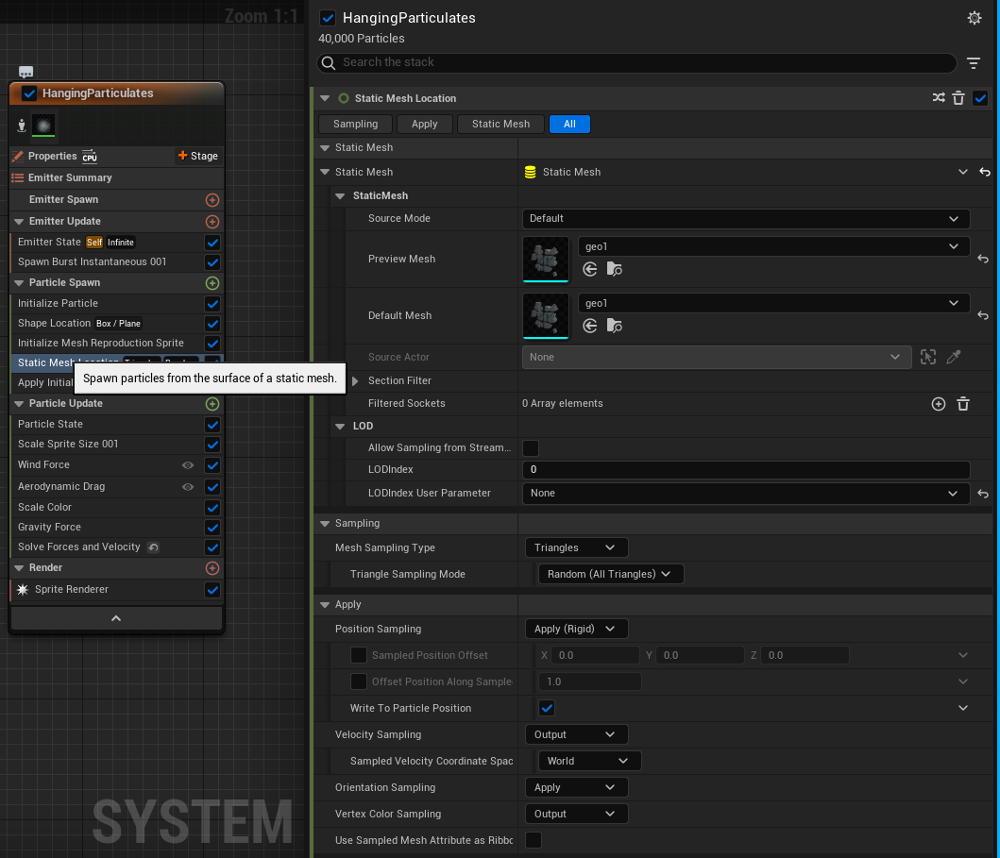 Zoom 1:1
HangingParticulates
Properties CPU + Stage
Emitter Summary
Emitter Spawn
Emitter Update
Emitter State Self Infinite
Spawn Burst Instantaneous 001
Particle Spawn
Initialize Particle
Shape Location Box / Plane
Initialize Mesh Reproduction Sprite
Static Mesh Location
Spawn particles from the surface of a static mesh.
Apply Initial
Particle Update
Particle State
Scale Sprite Size 001
Wind Force
Aerodynamic Drag
Scale Color
Gravity Force
Solve Forces and Velocity
Render
Sprite Renderer
SYSTEM
HangingParticulates
40,000 Particles
Search the stack
Static Mesh Location
Sampling Apply Static Mesh All
Static Mesh
Static Mesh Static Mesh
StaticMesh
Source Mode Default
Preview Mesh geo1
Default Mesh geo1
Source Actor None
Section Filter
Filtered Sockets 0 Array elements
LOD
Allow Sampling from Stream...
LODIndex 0
LODIndex User Parameter None
Sampling
Mesh Sampling Type Triangles
Triangle Sampling Mode Random (All Triangles)
Apply
Position Sampling Apply (Rigid)
Sampled Position Offset X 0.0 Y 0.0 Z 0.0
Offset Position Along Sample 1.0
Write To Particle Position
Velocity Sampling Output
Sampled Velocity Coordinate Spac World
Orientation Sampling Apply
Vertex Color Sampling Output
Use Sampled Mesh Attribute as Ribbo